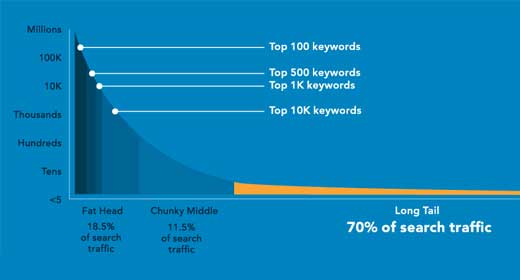 Millions
100K
10K
Thousands
Hundreds
Tens
<5
Top 100 keywords
Top 500 keywords
Top 1K keywords
Top 10K keywords
Fat Head
18.5%
of search
traffic
Chunky Middle
11.5%
of search
traffic
Long Tail
70% of search traffic